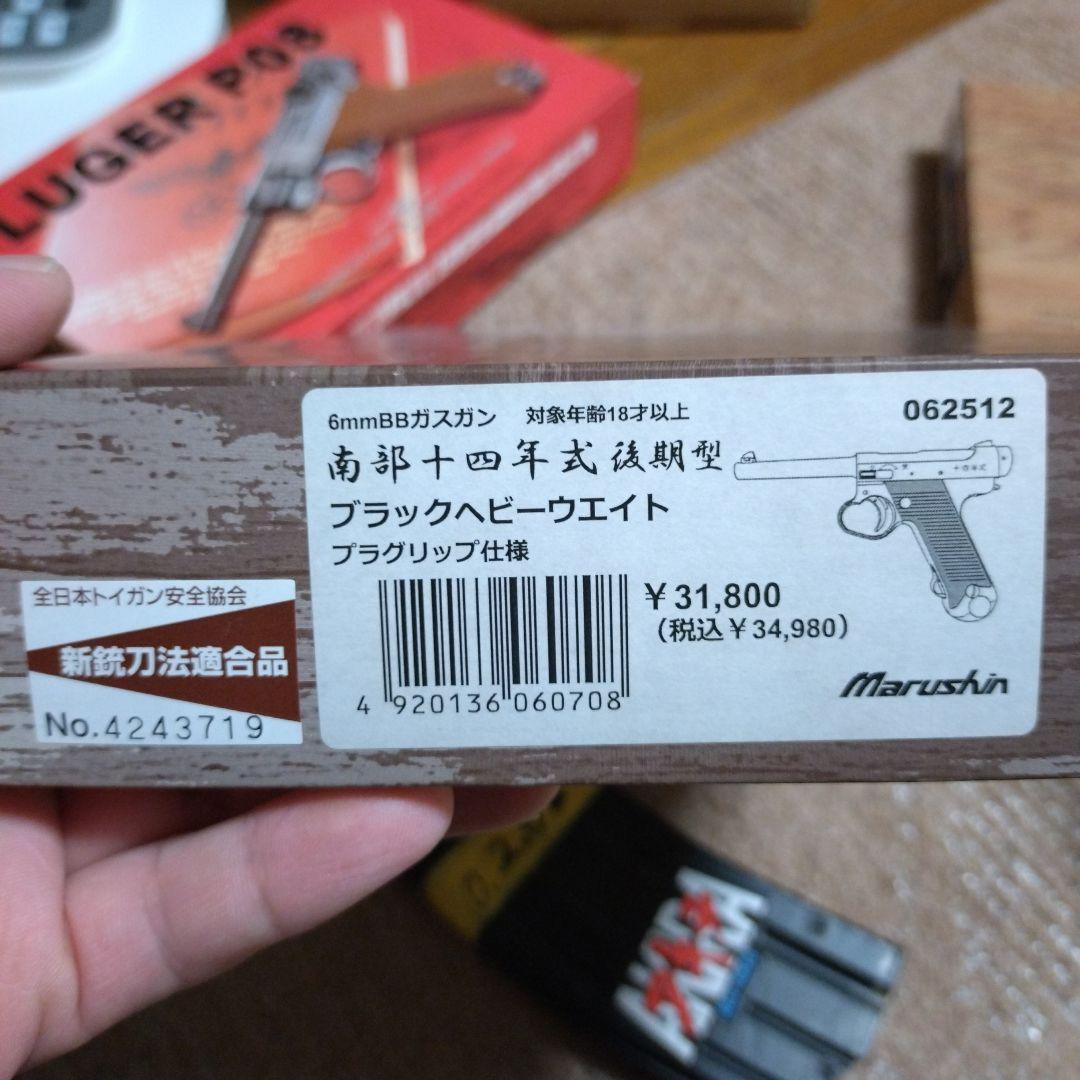 LUGER P08
6mmBBガスガン 対象年齢18才以上 062512
南部十四年式 後期型
ブラックヘビーウエイト
プラグリップ仕様
十四年式
¥31,800
(税込¥34,980)
4 920136 060708
Marushin
全日本トイガン安全協会
新銃刀法適合品
No.4243719